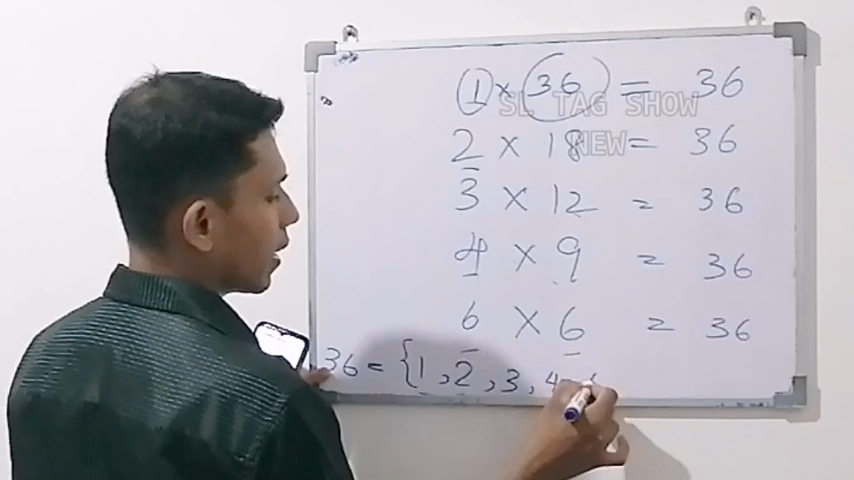 1 x 36 = 36
SL TAG SHOW
NEW
2 x 18 = 36
3 x 12 = 36
4 x 9 = 36
6 x 6 = 36
36 = {1, 2, 3, 4